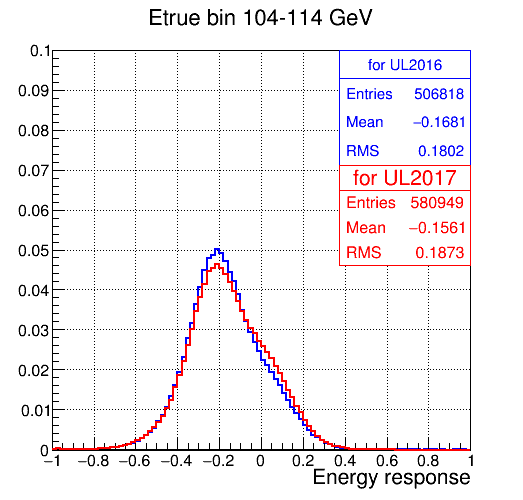 Etrue bin 104-114 GeV
for UL2016
Entries 506818
Mean −0.1681
RMS 0.1802
for UL2017
Entries 580949
Mean −0.1561
RMS 0.1873
0.1
0.09
0.08
0.07
0.06
0.05
0.04
0.03
0.02
0.01
0
−1 −0.8 −0.6 −0.4 −0.2 0 0.2 0.4 0.6 0.8 1
Energy response